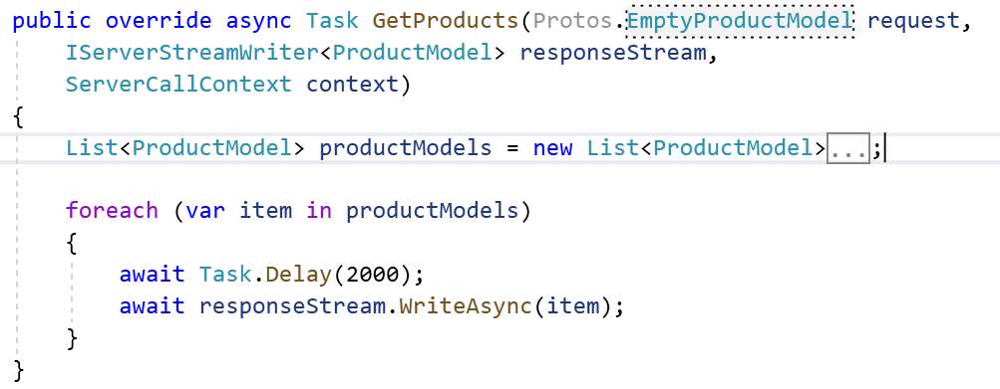 public override async Task GetProducts(Protos.EmptyProductModel request,
    IServerStreamWriter<ProductModel> responseStream,
    ServerCallContext context)
{
    List<ProductModel> productModels = new List<ProductModel>...;
    foreach (var item in productModels)
    {
        await Task.Delay(2000);
        await responseStream.WriteAsync(item);
    }
}